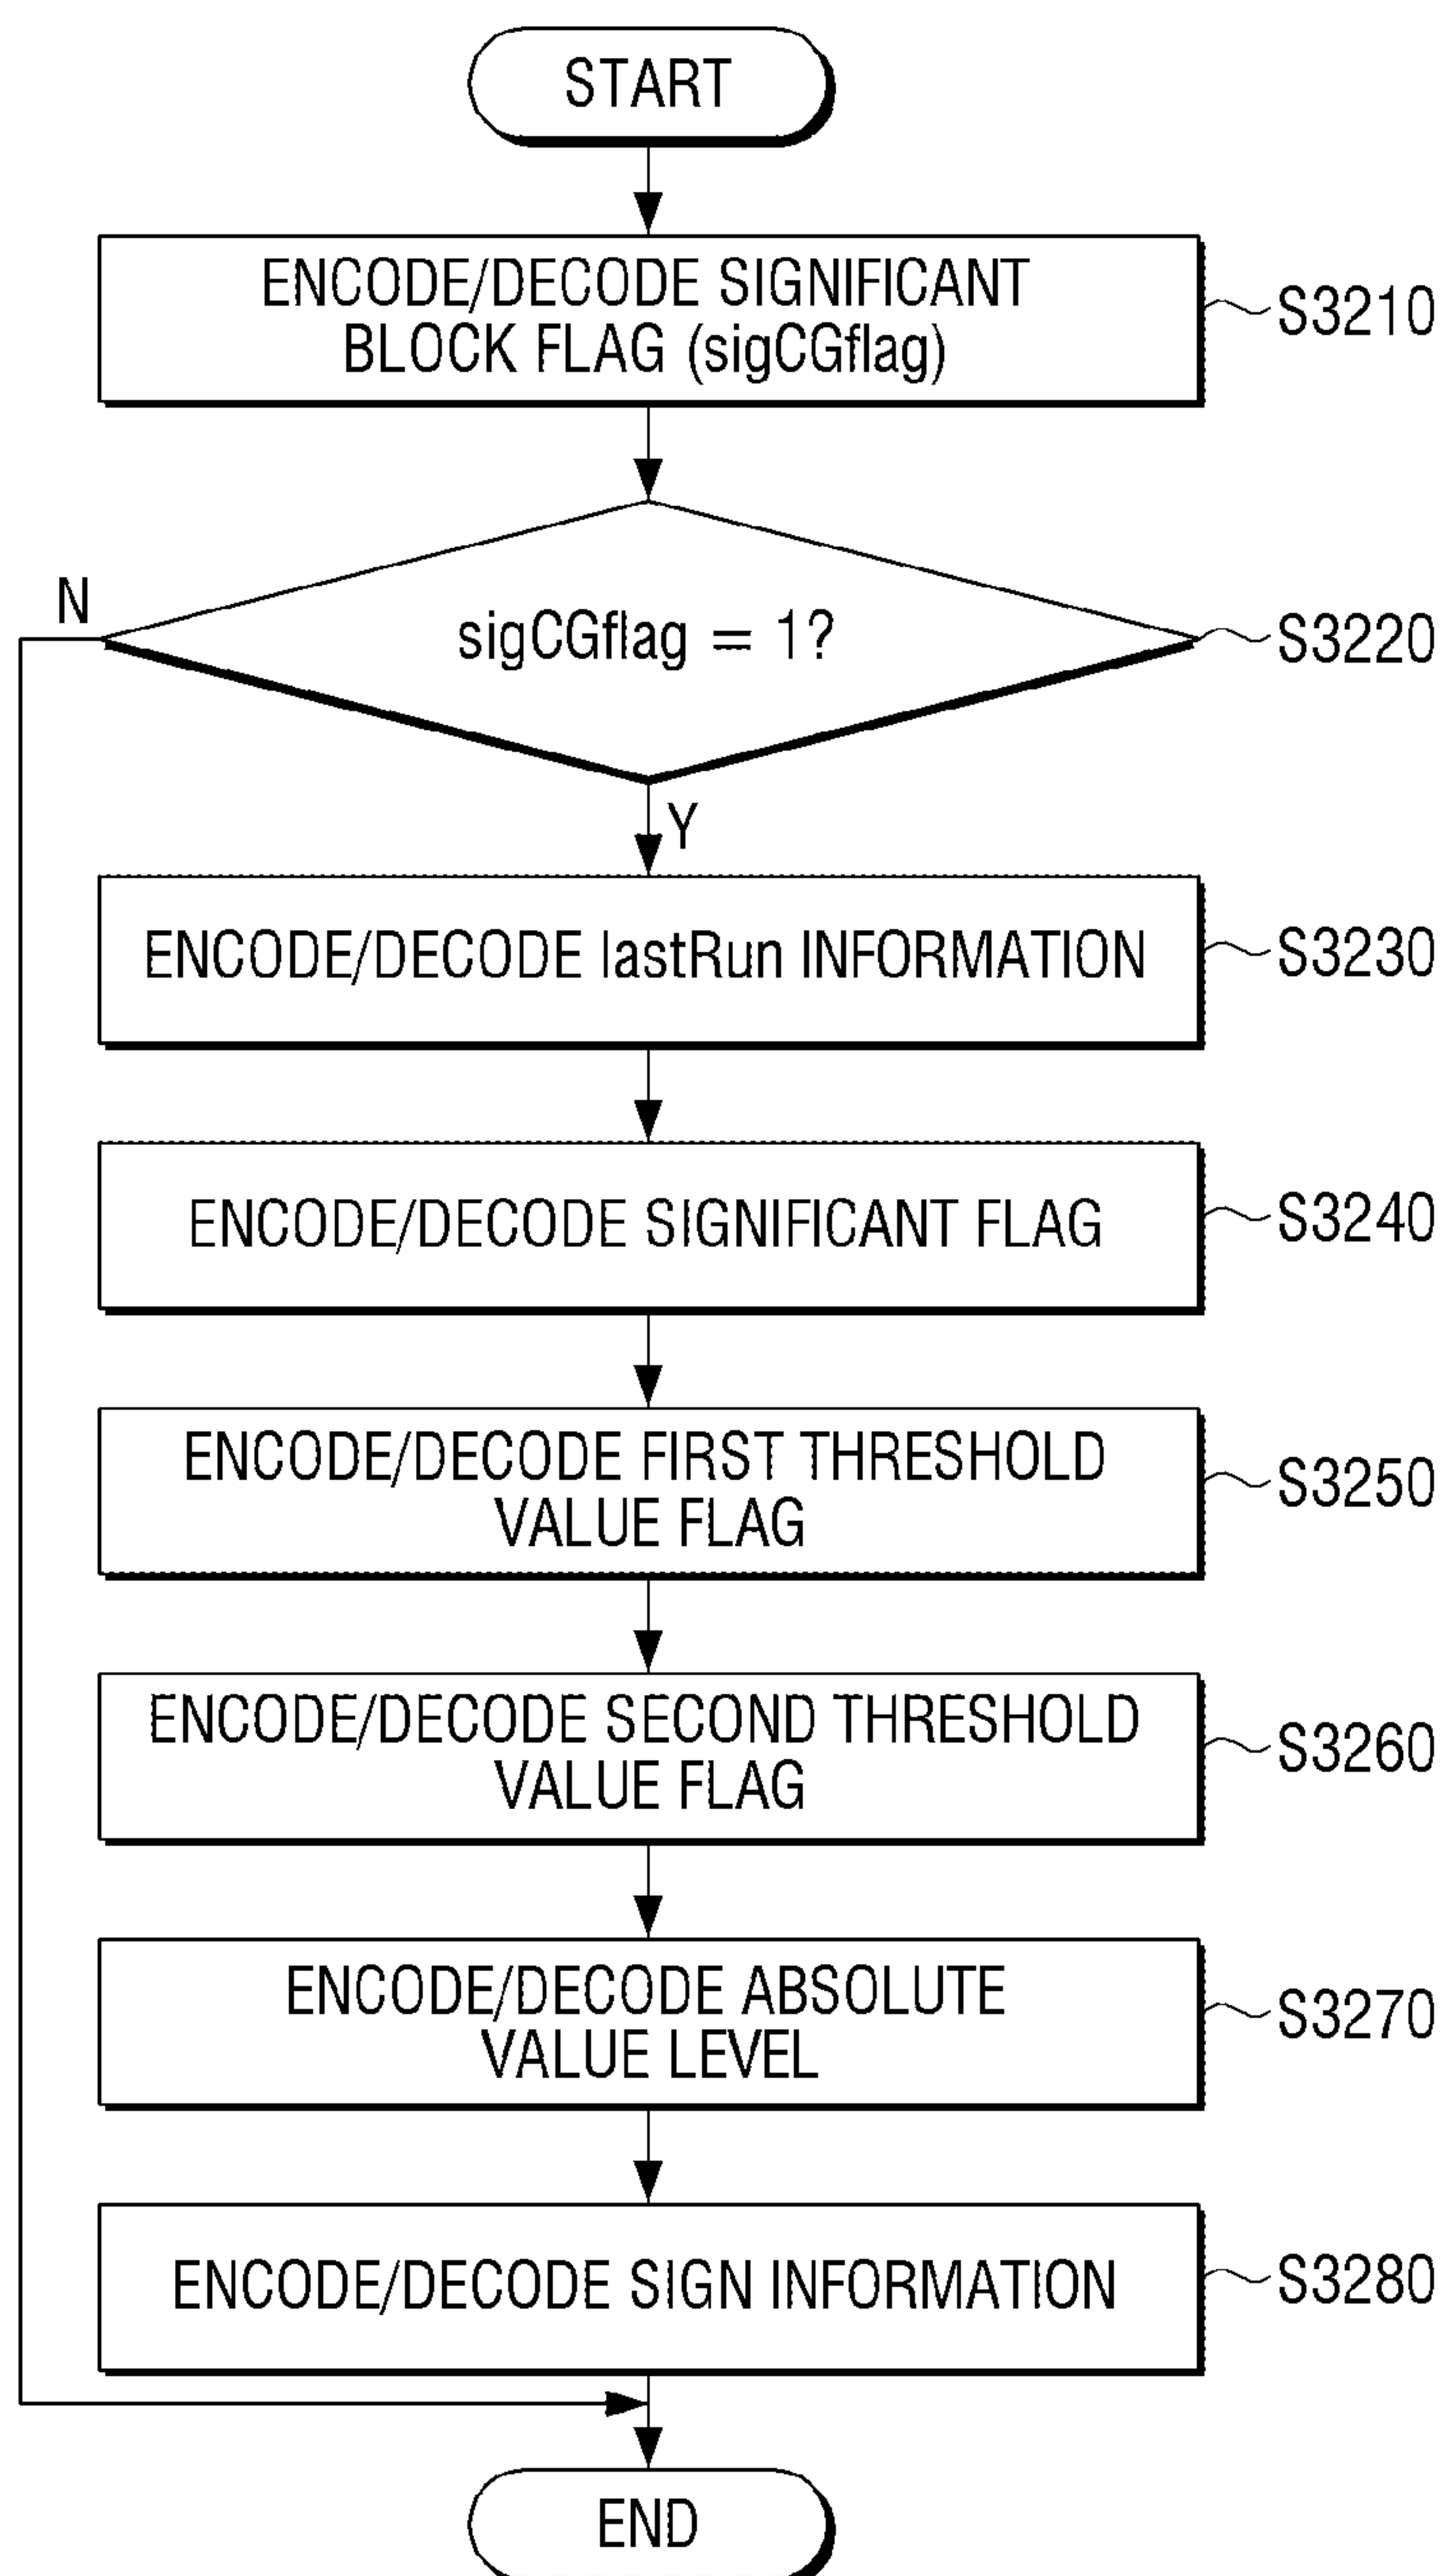 START
ENCODE/DECODE SIGNIFICANT
BLOCK FLAG (sigCGflag)
S3210
N
sigCGflag = 1?
S3220
Y
ENCODE/DECODE lastRun INFORMATION
S3230
ENCODE/DECODE SIGNIFICANT FLAG
S3240
ENCODE/DECODE FIRST THRESHOLD
VALUE FLAG
S3250
ENCODE/DECODE SECOND THRESHOLD
VALUE FLAG
S3260
ENCODE/DECODE ABSOLUTE
VALUE LEVEL
S3270
ENCODE/DECODE SIGN INFORMATION
S3280
END